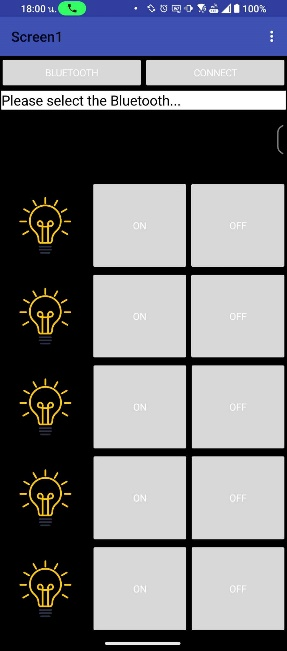 18:00 น.
100%
Screen1
BLUETOOTH CONNECT
Please select the Bluetooth...
ON OFF
ON OFF
ON OFF
ON OFF
ON OFF